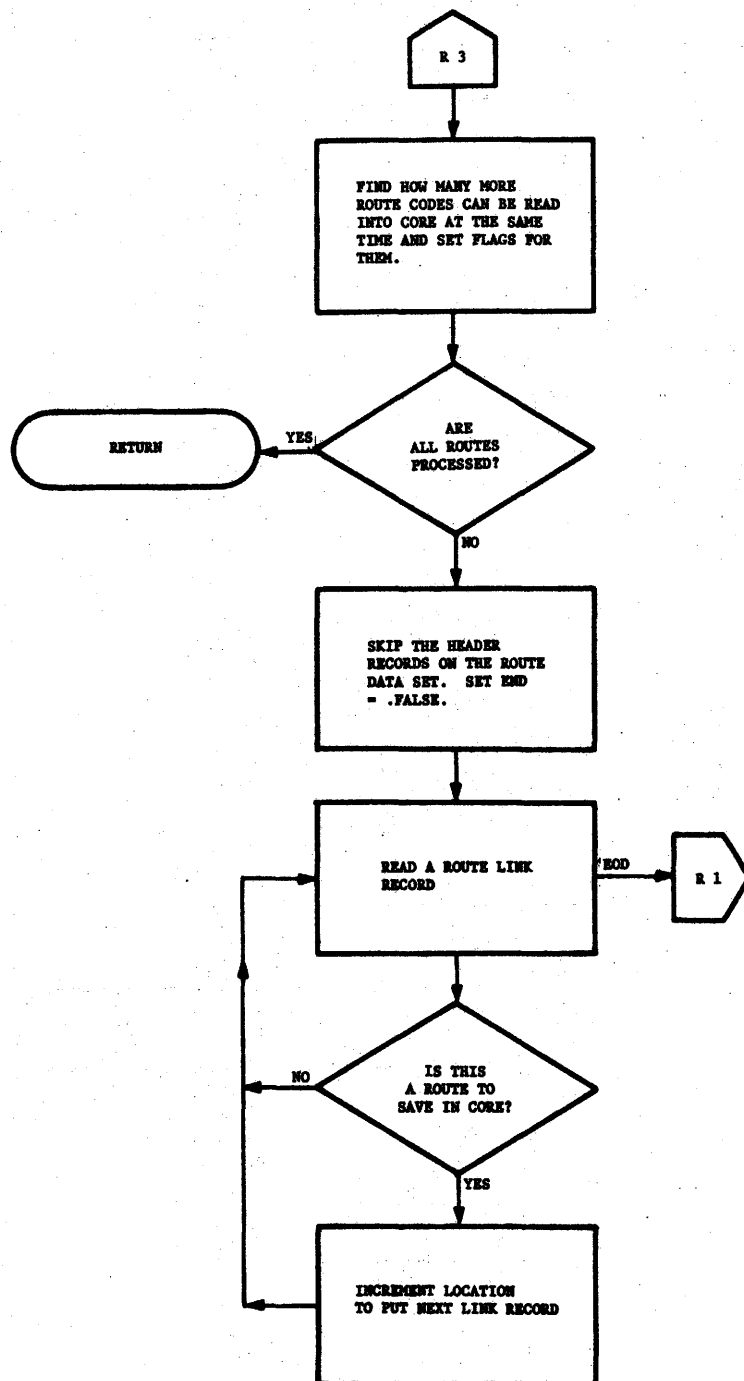 R 3
FIND HOW MANY MORE
ROUTE CODES CAN BE READ
INTO CORE AT THE SAME
TIME AND SET FLAGS FOR
THEM.
ARE
ALL ROUTES
PROCESSED?
YES
RETURN
NO
SKIP THE HEADER
RECORDS ON THE ROUTE
DATA SET. SET END
= .FALSE.
READ A ROUTE LINK
RECORD
EOD
R 1
IS THIS
A ROUTE TO
SAVE IN CORE?
NO
YES
INCREMENT LOCATION
TO PUT NEXT LINK RECORD